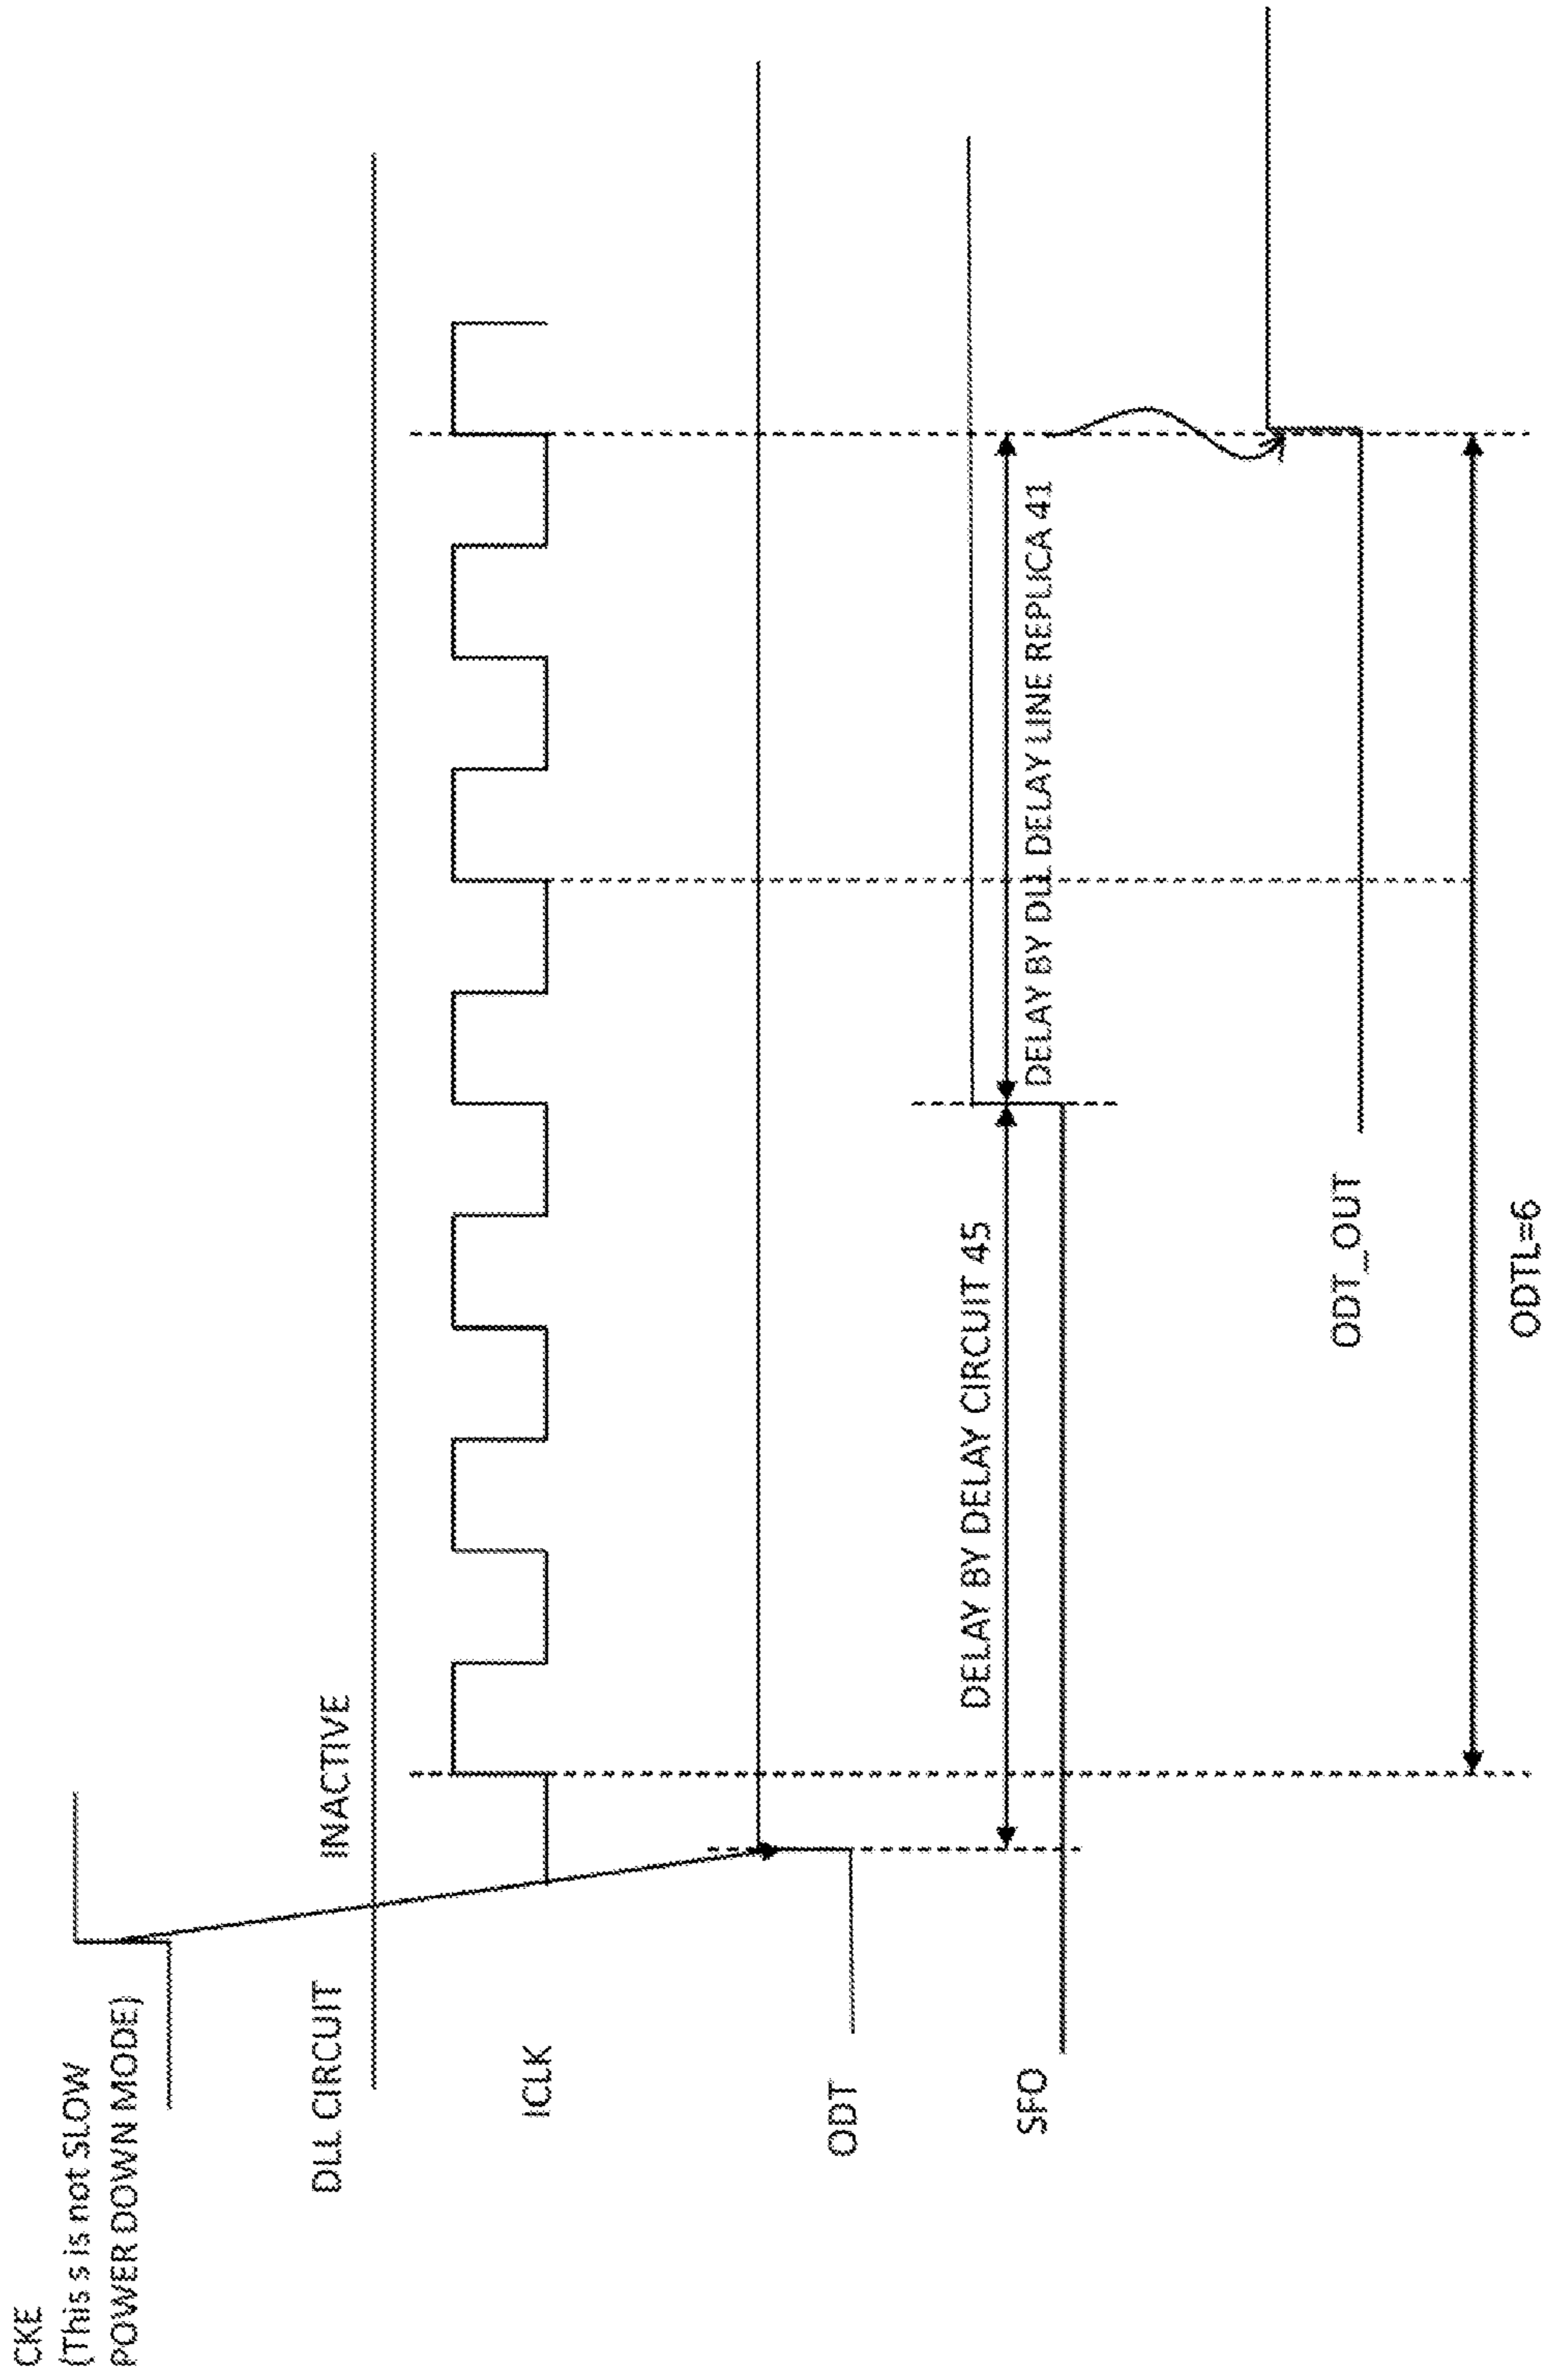 CKE
(This s is not SLOW
POWER DOWN MODE)
DLL CIRCUIT
INACTIVE
ICLK
ODT
DELAY BY DELAY CIRCUIT 45
DELAY BY DLL DELAY LINE REPLICA 41
SFO
ODT_OUT
ODTL=6